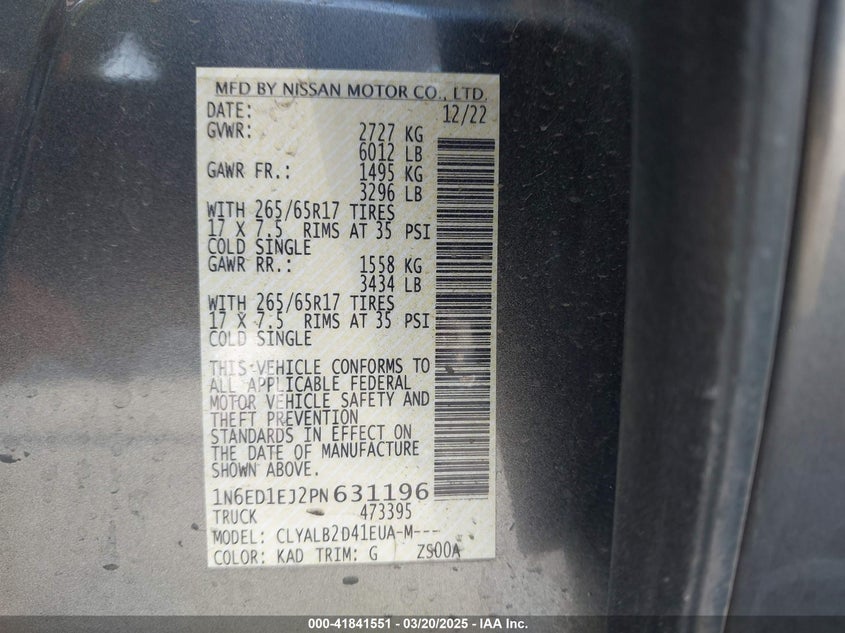 MFD BY NISSAN MOTOR CO., LTD.
DATE: 12/22
GVWR: 2727 KG
6012 LB
GAWR FR.: 1495 KG
3296 LB
WITH 265/65R17 TIRES
17 X 7.5 RIMS AT 35 PSI
COLD SINGLE
GAWR RR.: 1558 KG
3434 LB
WITH 265/65R17 TIRES
17 X 7.5 RIMS AT 35 PSI
COLD SINGLE
THIS VEHICLE CONFORMS TO
ALL APPLICABLE FEDERAL
MOTOR VEHICLE SAFETY AND
THEFT PREVENTION
STANDARDS IN EFFECT ON
THE DATE OF MANUFACTURE
SHOWN ABOVE.
1N6ED1EJ2PN631196
TRUCK 473395
MODEL: CLYALB2D41EUA-M---
COLOR: KAD TRIM: G ZS00A
000-41841551 - 03/20/2025 - IAA Inc.